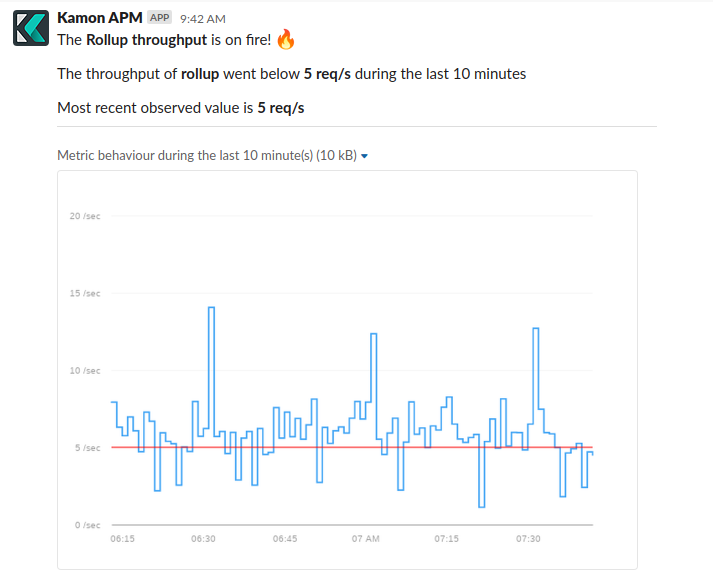 Kamon APM APP 9:42 AM
The Rollup throughput is on fire! 🔥
The throughput of rollup went below 5 req/s during the last 10 minutes
Most recent observed value is 5 req/s
Metric behaviour during the last 10 minute(s) (10 kB)
20 /sec
15 /sec
10 /sec
5 /sec
0 /sec
06:15 06:30 06:45 07 AM 07:15 07:30